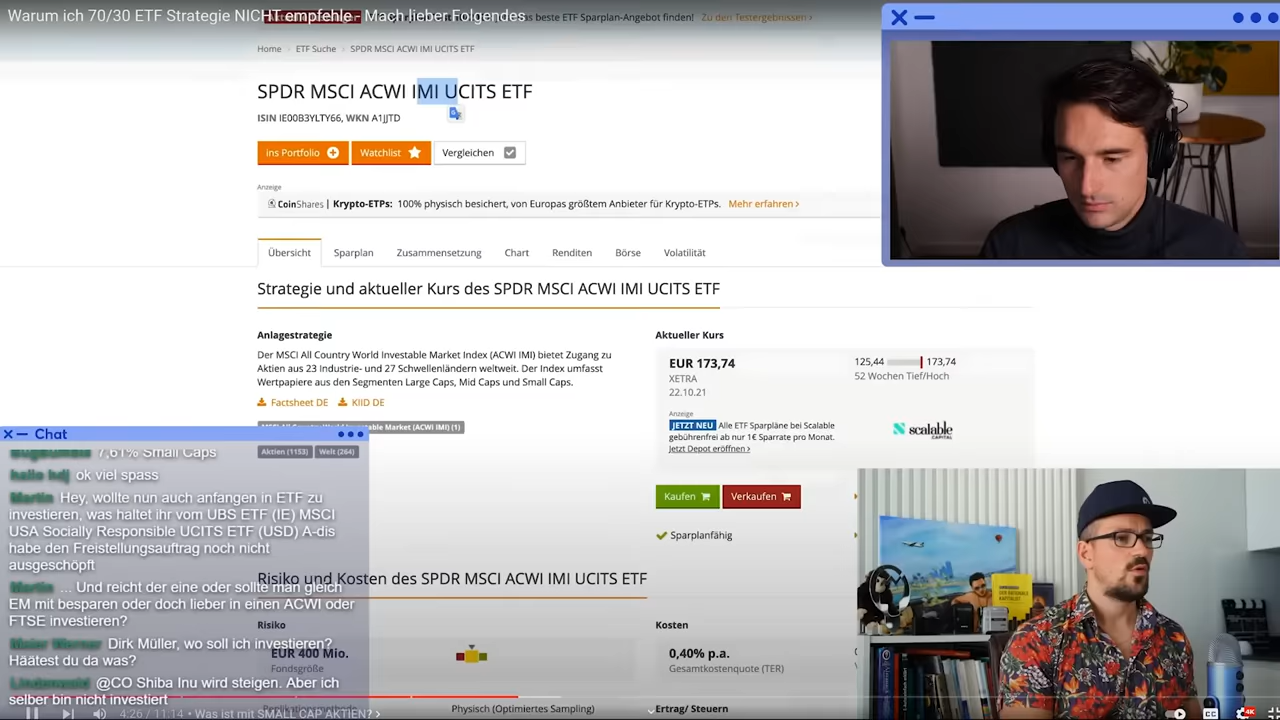 Warum ich 70/30 ETF Strategie NICHT empfehle - Mach lieber Folgendes
as beste ETF Sparplan-Angebot finden! Zu den Testergebnissen ›
Home › ETF Suche › SPDR MSCI ACWI IMI UCITS ETF
SPDR MSCI ACWI IMI UCITS ETF
ISIN IE00B3YLTY66, WKN A1JJTD
ins Portfolio
Watchlist
Vergleichen
Anzeige
CoinShares | Krypto-ETPs: 100% physisch besichert, von Europas größtem Anbieter für Krypto-ETPs. Mehr erfahren ›
Übersicht Sparplan Zusammensetzung Chart Renditen Börse Volatilität
Strategie und aktueller Kurs des SPDR MSCI ACWI IMI UCITS ETF
Anlagestrategie
Der MSCI All Country World Investable Market Index (ACWI IMI) bietet Zugang zu
Aktien aus 23 Industrie- und 27 Schwellenländern weltweit. Der Index umfasst
Wertpapiere aus den Segmenten Large Caps, Mid Caps und Small Caps.
Factsheet DE KIID DE
MSCI All Country World Investable Market (ACWI IMI) (1)
Aktien (1153) Welt (264)
Aktueller Kurs
EUR 173,74
XETRA
22.10.21
125,44 173,74
52 Wochen Tief/Hoch
Anzeige
JETZT NEU Alle ETF Sparpläne bei Scalable
gebührenfrei ab nur 1€ Sparrate pro Monat.
Jetzt Depot eröffnen ›
scalable
CAPITAL
Kaufen
Verkaufen
Sparplanfähig
Risiko und Kosten des SPDR MSCI ACWI IMI UCITS ETF
Risiko
EUR 400 Mio.
Fondsgröße
Replikationsmethode
Physisch (Optimiertes Sampling)
Kosten
0,40% p.a.
Gesamtkostenquote (TER)
Ertrag/ Steuern
Chat
7,61% Small Caps
ok viel spass
Martin Hey, wollte nun auch anfangen in ETF zu
investieren, was haltet ihr vom UBS ETF (IE) MSCI
USA Socially Responsible UCITS ETF (USD) A-dis
habe den Freistellungsauftrag noch nicht
ausgeschöpft
Martin ... Und reicht der eine oder sollte man gleich
EM mit besparen oder doch lieber in einen ACWI oder
FTSE investieren?
Dirk Müller, wo soll ich investieren?
Häätest du da was?
@CO Shiba Inu wird steigen. Aber ich
selber bin nicht investiert
4:26 / 11:14 • Was ist mit SMALL CAP AKTIEN? ›
CC
4K